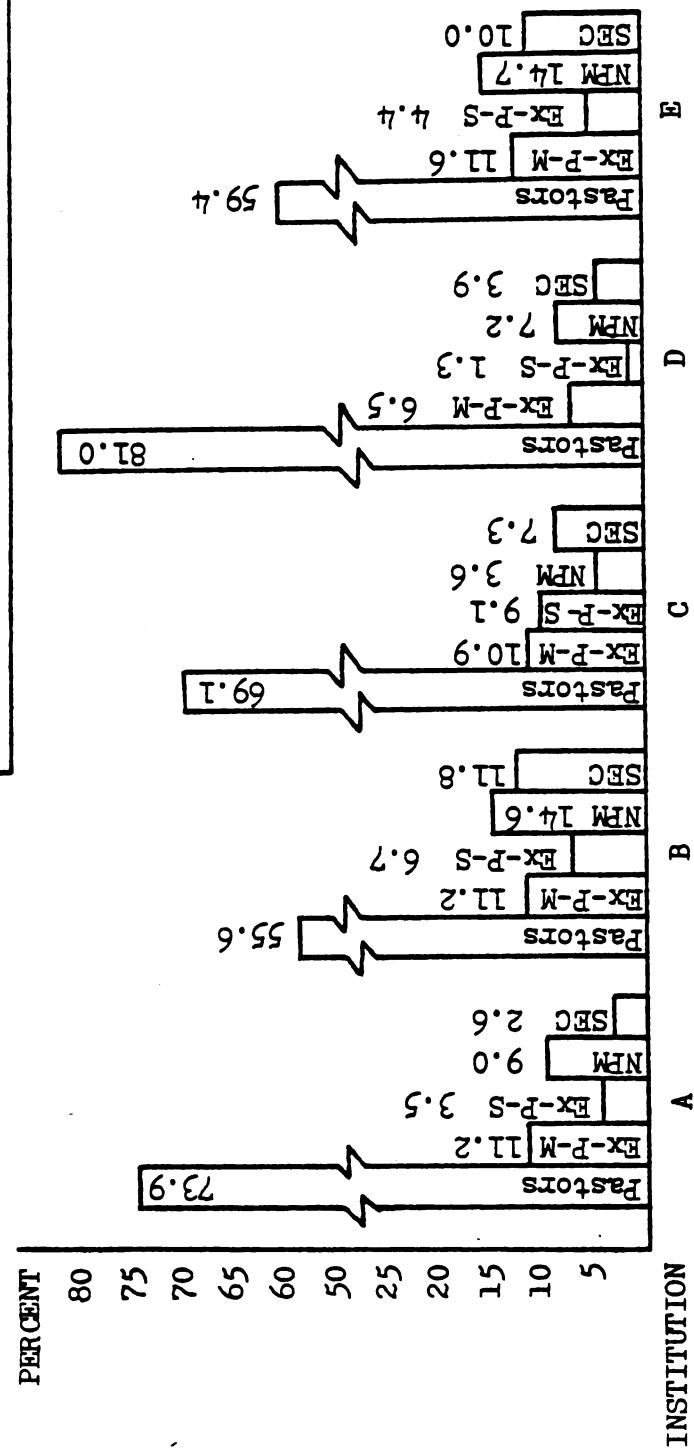 PERCENT
80
75
70
60
50
25
20
15
10
5
INSTITUTION
A
Pastors 73.9
Ex-P-M 11.2
Ex-P-S 3.5
NPM 9.0
SEC 2.6
B
Pastors 55.6
Ex-P-M 11.2
Ex-P-S 6.7
NPM 14.6
SEC 11.8
C
Pastors 69.1
Ex-P-M 10.9
Ex-P-S 9.1
NPM 3.6
SEC 7.3
D
Pastors 81.0
Ex-P-M 6.5
Ex-P-S 1.3
NPM 7.2
SEC 3.9
E
Pastors 59.4
Ex-P-M 11.6
Ex-P-S 4.4
NPM 14.7
SEC 10.0